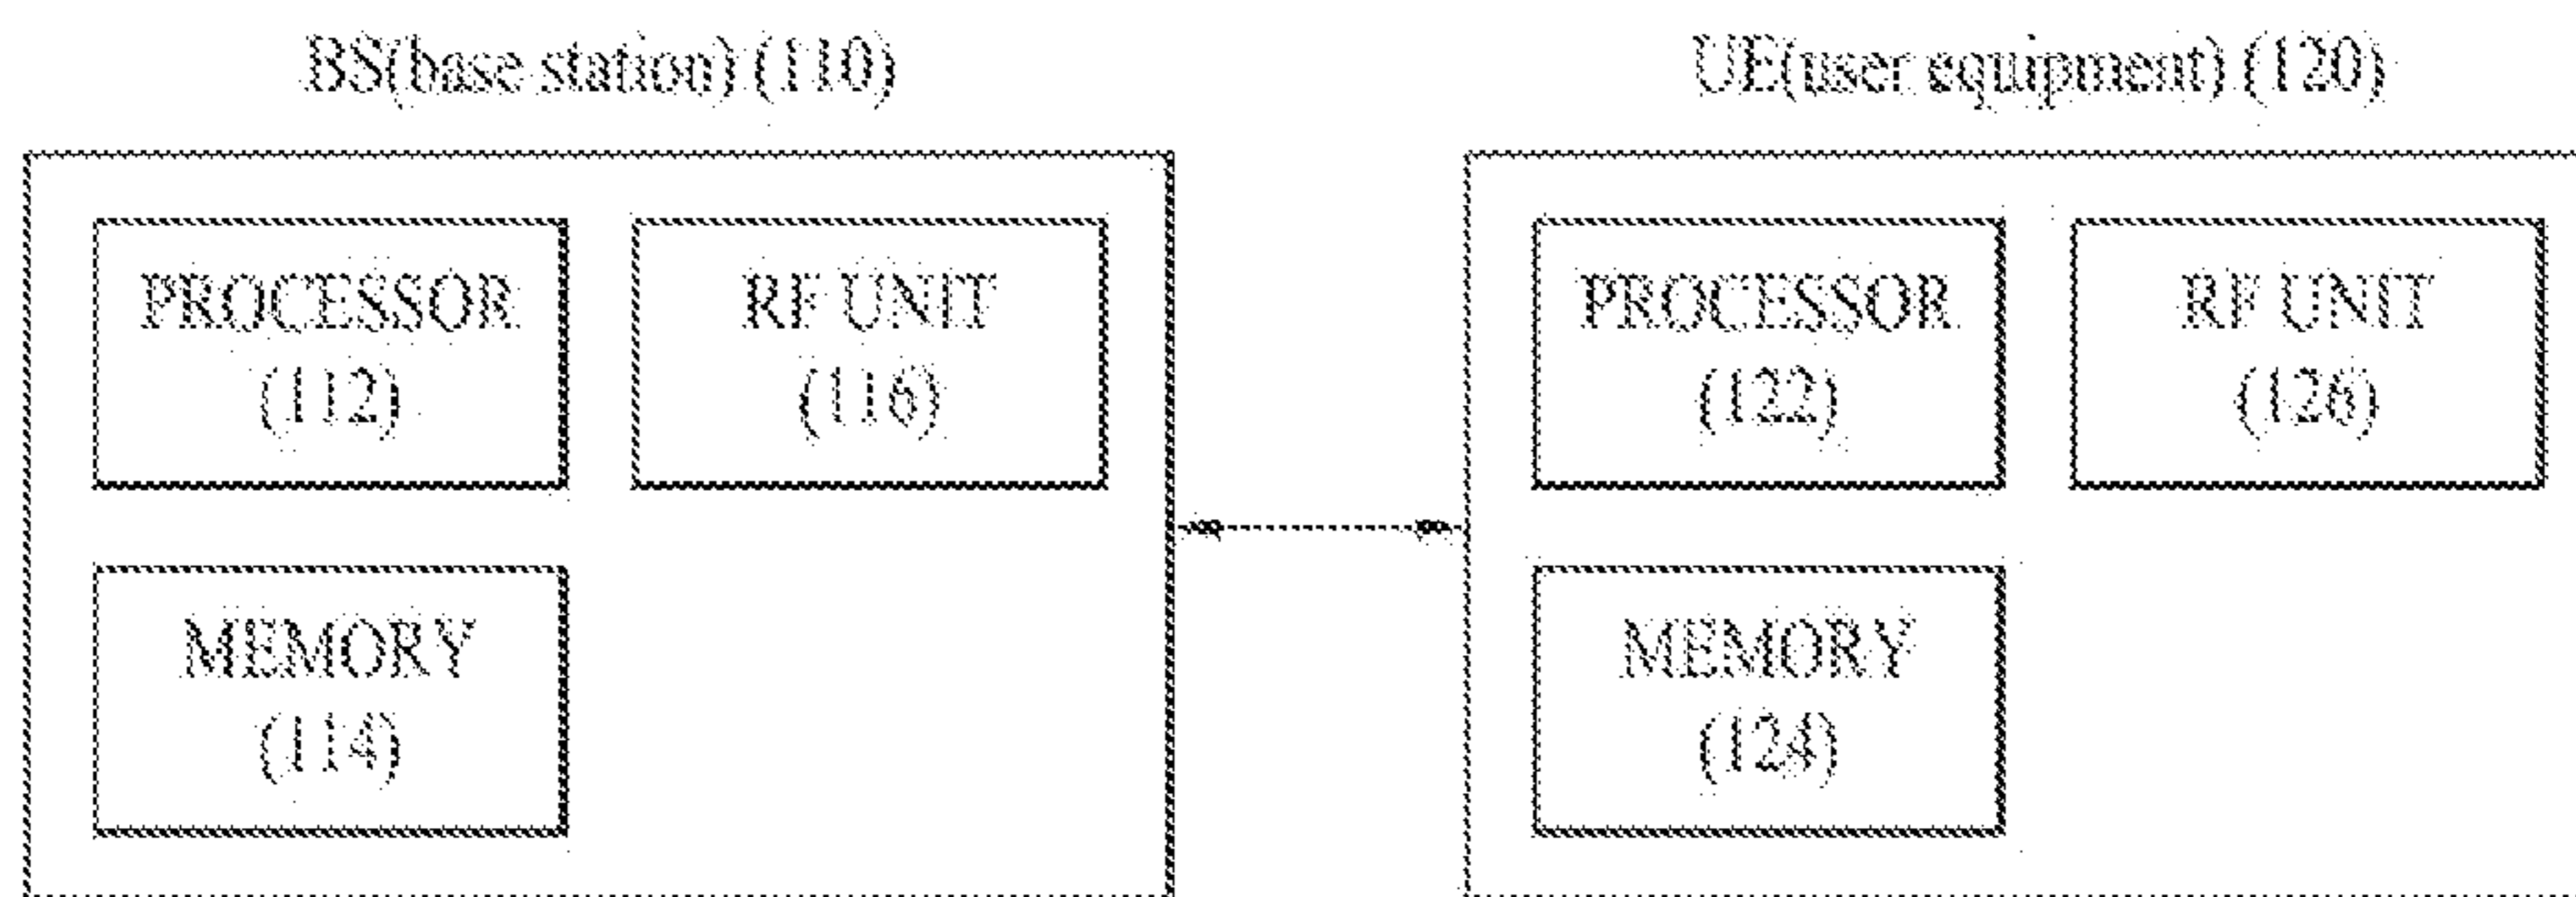 BS(base station) (110)
PROCESSOR
(112)
RF UNIT
(116)
MEMORY
(114)
UE(user equipment) (120)
PROCESSOR
(122)
RF UNIT
(126)
MEMORY
(124)